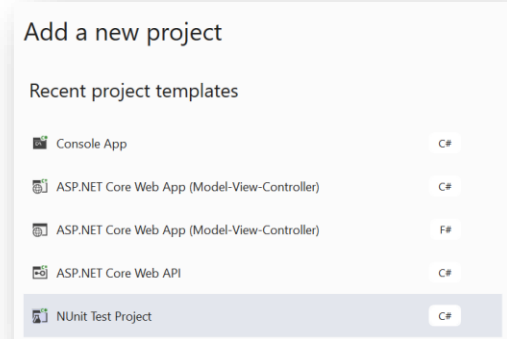 Add a new project
Recent project templates
Console App C#
ASP.NET Core Web App (Model-View-Controller) C#
ASP.NET Core Web App (Model-View-Controller) F#
ASP.NET Core Web API C#
NUnit Test Project C#